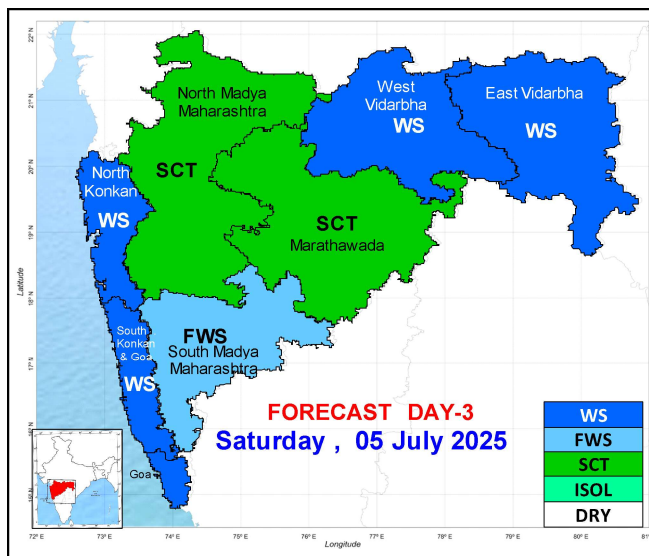 22° N
21° N
20° N
19° N
18° N
17° N
Latitude
North Madya
Maharashtra
SCT
West
Vidarbha
WS
East Vidarbha
WS
North
Konkan
WS
SCT
Marathawada
South
Konkan
& Goa
WS
FWS
South Madya
Maharashtra
Goa
FORECAST DAY-3
Saturday , 05 July 2025
WS
FWS
SCT
ISOL
DRY
72° E
73° E
74° E
75° E
76° E
77° E
78° E
79° E
80° E
Longitude